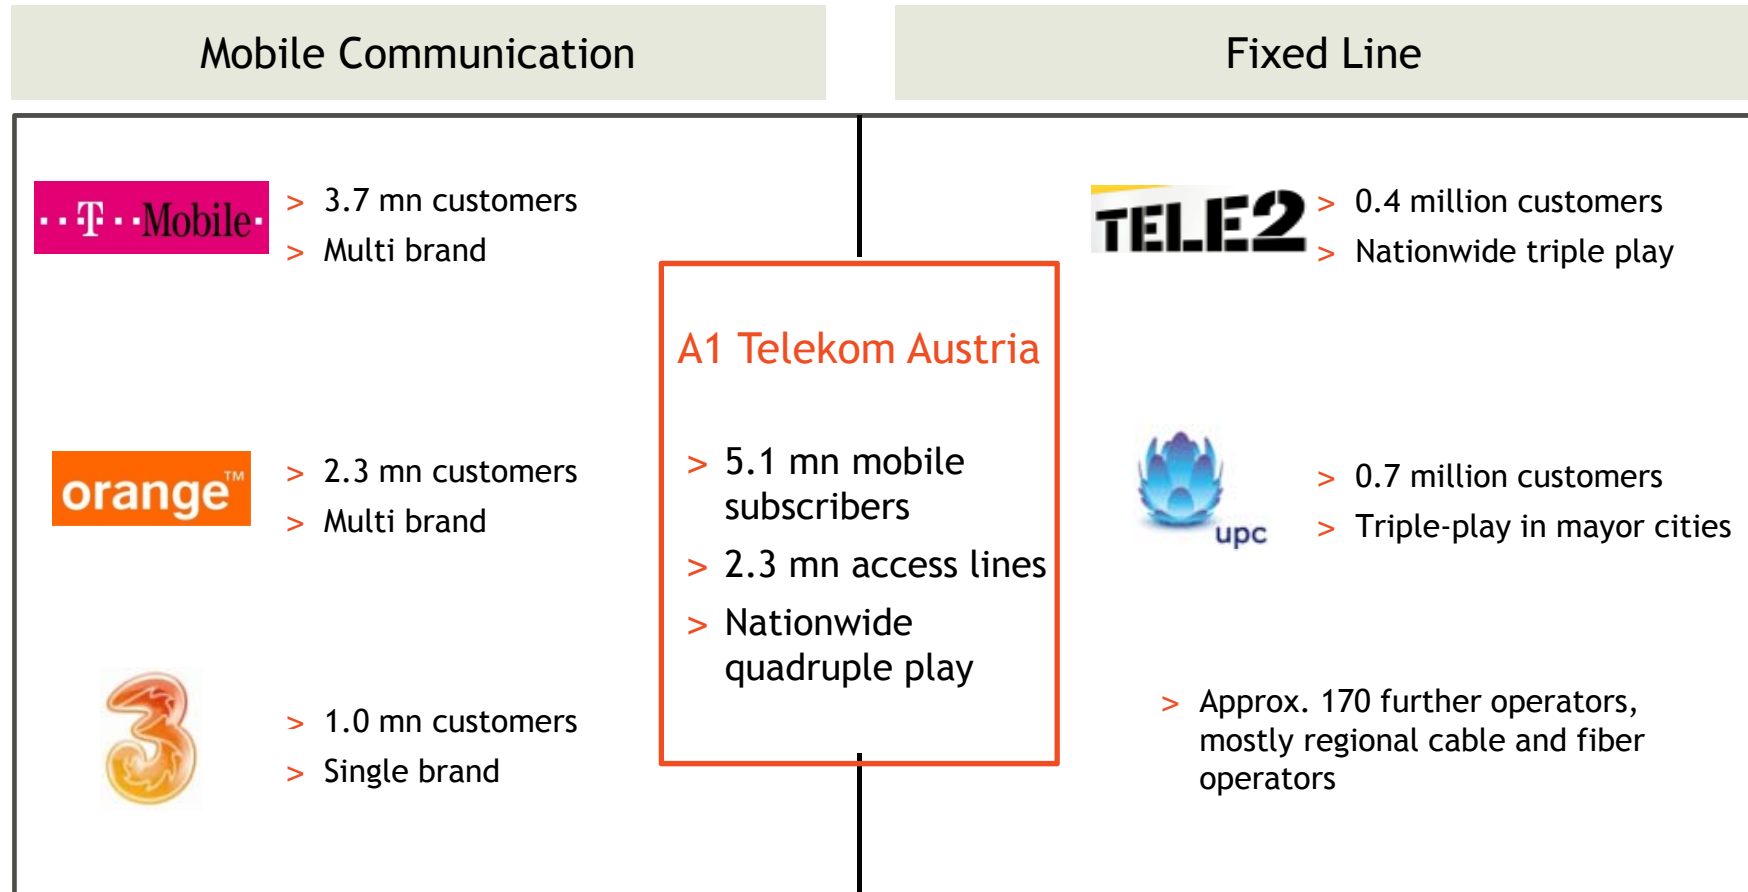 Mobile Communication
Fixed Line
··T··Mobile·
> 3.7 mn customers
> Multi brand
orange™
> 2.3 mn customers
> Multi brand
3
> 1.0 mn customers
> Single brand
A1 Telekom Austria
> 5.1 mn mobile
subscribers
> 2.3 mn access lines
> Nationwide
quadruple play
TELE2
> 0.4 million customers
> Nationwide triple play
upc
> 0.7 million customers
> Triple-play in mayor cities
> Approx. 170 further operators,
mostly regional cable and fiber
operators